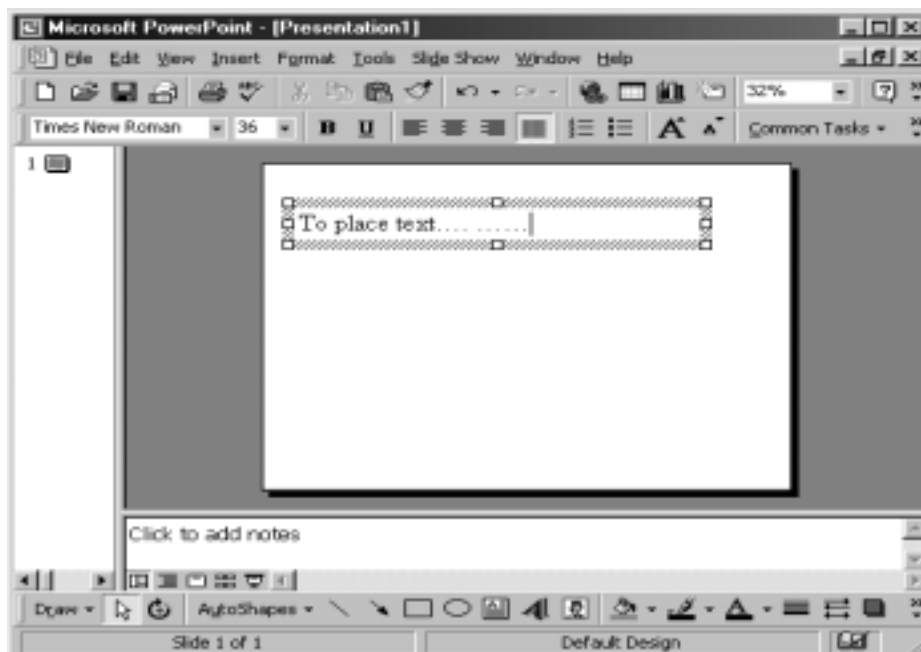 Microsoft PowerPoint - [Presentation1]
File Edit View Insert Format Tools Slide Show Window Help
32%
Times New Roman 36 B U A A Common Tasks
1
To place text.... ......
Click to add notes
Draw AutoShapes A A
Slide 1 of 1 Default Design